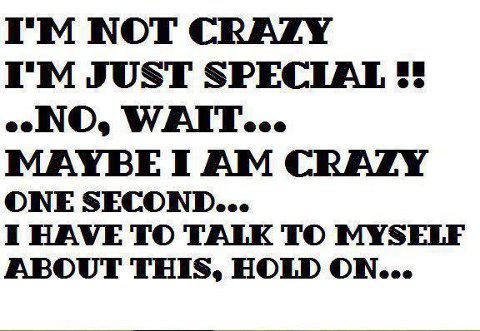 I'M NOT CRAZY
I'M JUST SPECIAL !!
..NO, WAIT...
MAYBE I AM CRAZY
ONE SECOND...
I HAVE TO TALK TO MYSELF
ABOUT THIS, HOLD ON...